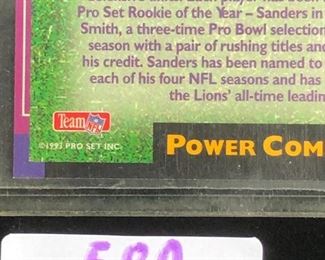 Pro Set Rookie of the Year – Sanders in
Smith, a three-time Pro Bowl selection
season with a pair of rushing titles and
his credit. Sanders has been named to
each of his four NFL seasons and has
the Lions' all-time leading
Team NFL
©1993 PRO SET INC.
POWER COM